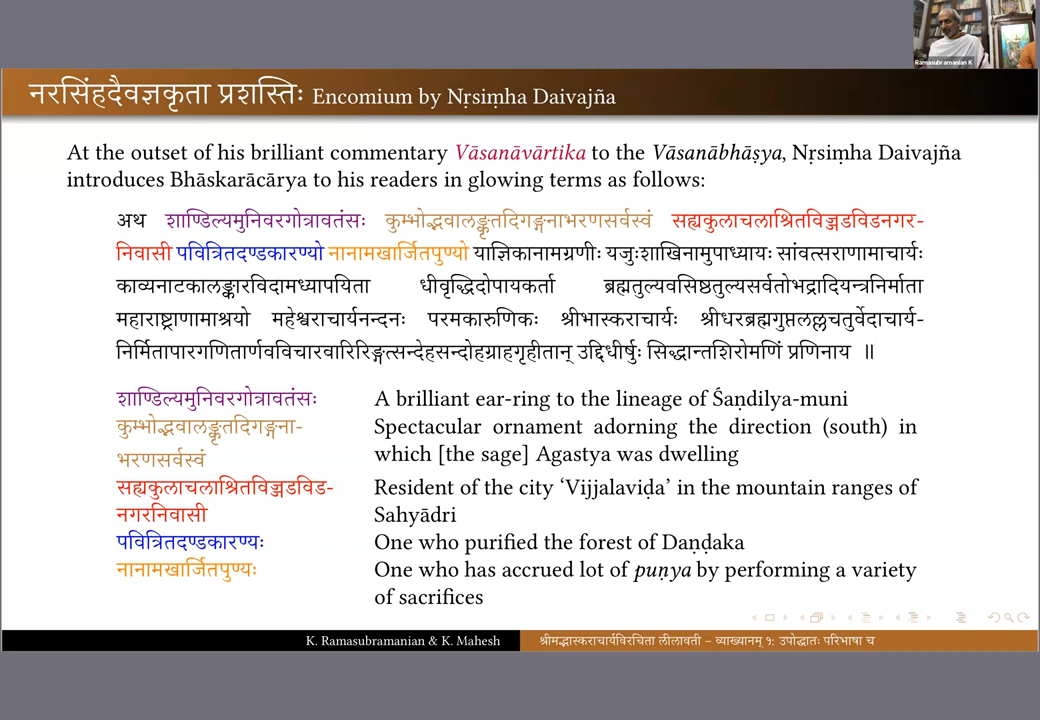 Ramasubramanian K
नरसिंहदैवज्ञकृता प्रशस्तिः Encomium by Nṛsiṃha Daivajña
At the outset of his brilliant commentary Vāsanāvārtika to the Vāsanābhāṣya, Nṛsiṃha Daivajña
introduces Bhāskarācārya to his readers in glowing terms as follows:
अथ शाण्डिल्यमुनिवरगोत्रावतंसः कुम्भोद्भवालङ्कृतदिगङ्गनाभरणसर्वस्वं सह्यकुलाचलाश्रितविज्जडविडनगर-
निवासी पवित्रितदण्डकारण्यो नानामखार्जितपुण्यो याज्ञिकानामग्रणीः यजुःशाखिनामुपाध्यायः सांवत्सराणामाचार्यः
काव्यनाटकालङ्कारविदामध्यापयिता धीवृद्धिदोपायकर्ता ब्रह्मतुल्यवसिष्ठतुल्यसर्वतोभद्रादियन्त्रनिर्माता
महाराष्ट्राणामाश्रयो महेश्वराचार्यनन्दनः परमकारुणिकः श्रीभास्कराचार्यः श्रीधरब्रह्मगुप्तलल्लचतुर्वेदाचार्य-
निर्मितापारगणितार्णवविचारवारिरिङ्गत्सन्देहसन्दोहग्राहगृहीतान् उद्दिधीर्षुः सिद्धान्तशिरोमणिं प्रणिनाय ॥
शाण्डिल्यमुनिवरगोत्रावतंसः A brilliant ear-ring to the lineage of Śaṇdilya-muni
कुम्भोद्भवालङ्कृतदिगङ्गना- Spectacular ornament adorning the direction (south) in
भरणसर्वस्वं which [the sage] Agastya was dwelling
सह्यकुलाचलाश्रितविज्जडविड- Resident of the city ‘Vijjalaviḍa’ in the mountain ranges of
नगरनिवासी Sahyādri
पवित्रितदण्डकारण्यः One who purified the forest of Daṇḍaka
नानामखार्जितपुण्यः One who has accrued lot of puṇya by performing a variety
of sacrifices
K. Ramasubramanian & K. Mahesh श्रीमद्भास्कराचार्यविरचिता लीलावती – व्याख्यानम् १: उपोद्घातः परिभाषा च